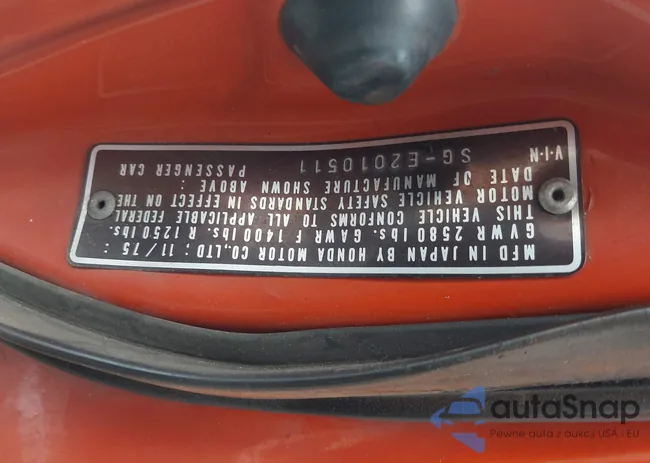 MFD IN JAPAN BY HONDA MOTOR CO.,LTD ; 11/75 :
GVWR 2580 lbs. GAWR F 1400 lbs. R 1250 lbs.
THIS VEHICLE CONFORMS TO ALL APPLICABLE FEDERAL
MOTOR VEHICLE SAFETY STANDARDS IN EFFECT ON THE
DATE OF MANUFACTURE SHOWN ABOVE :
V·I·N SG-E2010511 PASSENGER CAR
autaSnap
Pewne auta z aukcji USA i EU